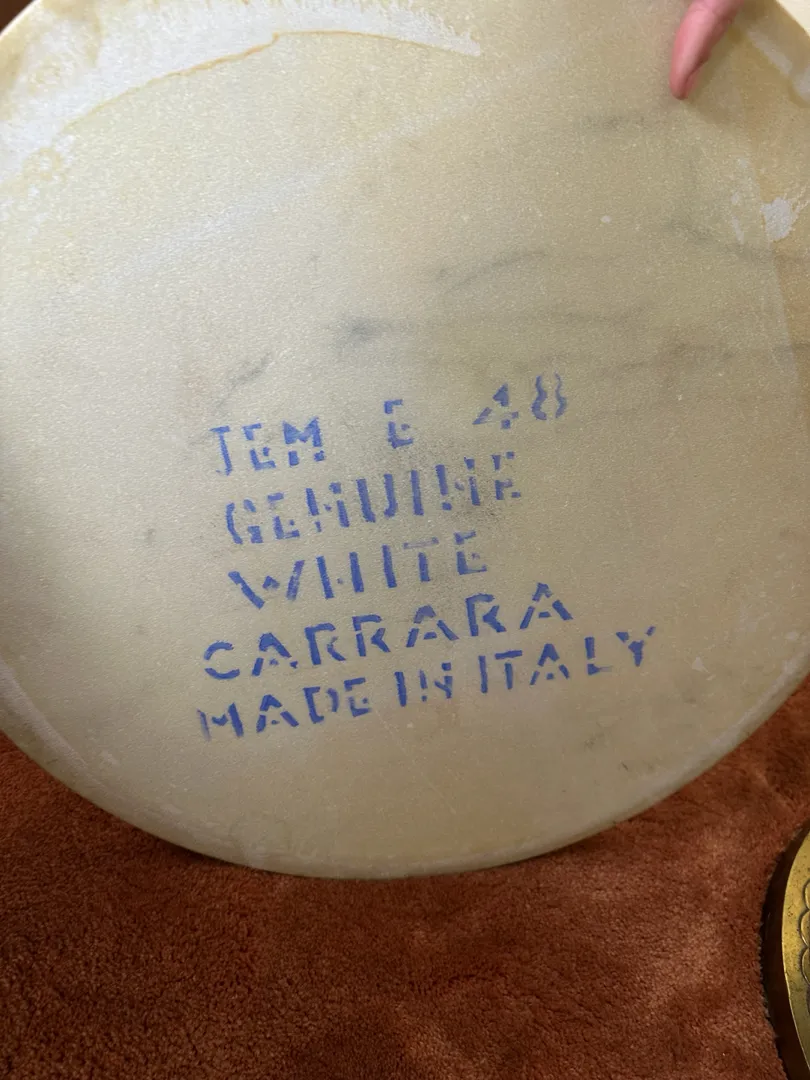 JEM E 48
GENUINE
WHITE
CARRARA
MADE IN ITALY